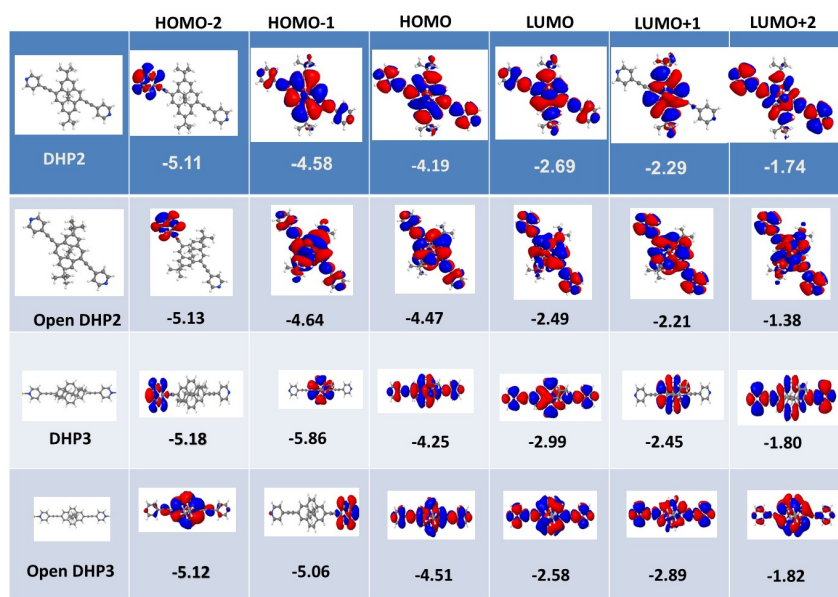 HOMO-2 HOMO-1 HOMO LUMO LUMO+1 LUMO+2
DHP2 -5.11 -4.58 -4.19 -2.69 -2.29 -1.74
Open DHP2 -5.13 -4.64 -4.47 -2.49 -2.21 -1.38
DHP3 -5.18 -5.86 -4.25 -2.99 -2.45 -1.80
Open DHP3 -5.12 -5.06 -4.51 -2.58 -2.89 -1.82